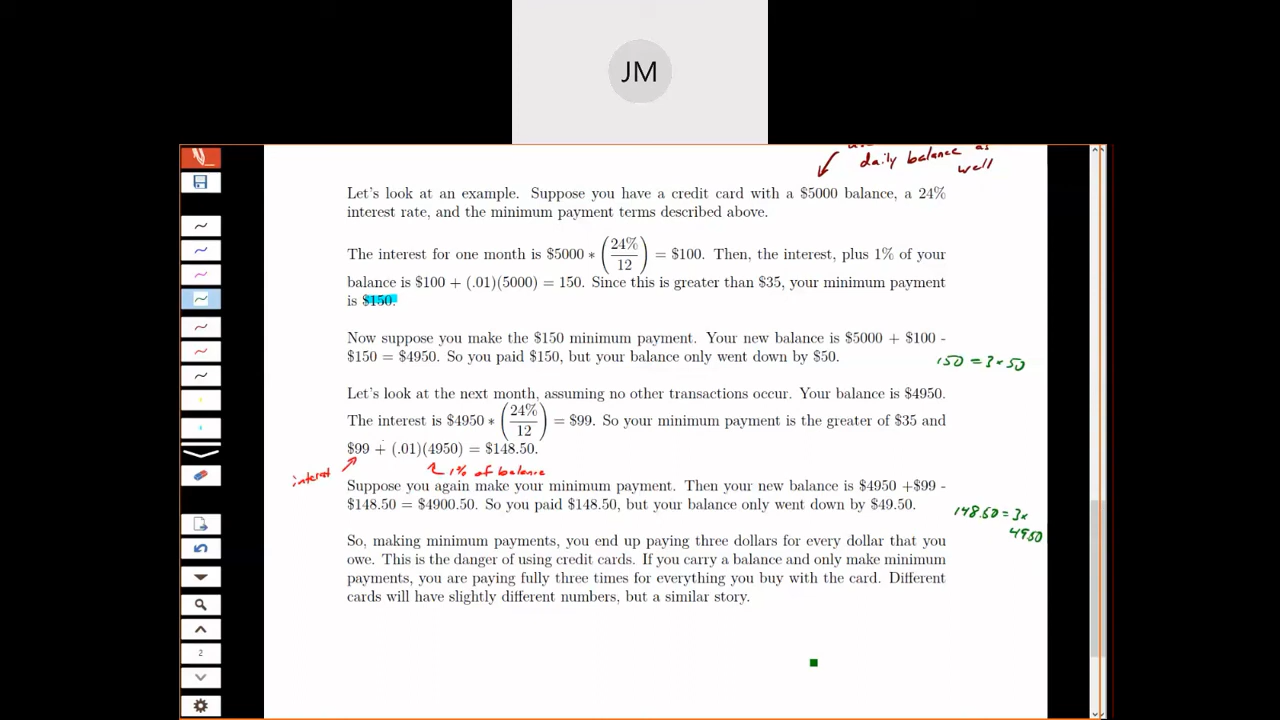 JM
daily balance as
well
Let's look at an example. Suppose you have a credit card with a $5000 balance, a 24%
interest rate, and the minimum payment terms described above.
The interest for one month is $5000 * (24%/12) = $100. Then, the interest, plus 1% of your
balance is $100 + (.01)(5000) = 150. Since this is greater than $35, your minimum payment
is $150.
Now suppose you make the $150 minimum payment. Your new balance is $5000 + $100 -
$150 = $4950. So you paid $150, but your balance only went down by $50.
150 = 3 * 50
Let's look at the next month, assuming no other transactions occur. Your balance is $4950.
The interest is $4950 * (24%/12) = $99. So your minimum payment is the greater of $35 and
$99 + (.01)(4950) = $148.50.
interest
1% of balance
Suppose you again make your minimum payment. Then your new balance is $4950 +$99 -
$148.50 = $4900.50. So you paid $148.50, but your balance only went down by $49.50.
148.50 = 3 *
4950
So, making minimum payments, you end up paying three dollars for every dollar that you
owe. This is the danger of using credit cards. If you carry a balance and only make minimum
payments, you are paying fully three times for everything you buy with the card. Different
cards will have slightly different numbers, but a similar story.
2